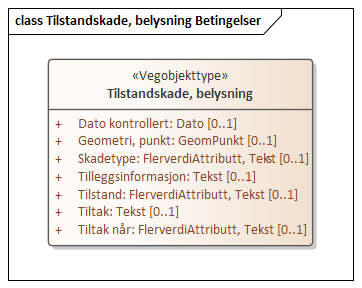 class Tilstandskade, belysning Betingelser
«Vegobjekttype»
Tilstandskade, belysning
+ Dato kontrollert: Dato [0..1]
+ Geometri, punkt: GeomPunkt [0..1]
+ Skadetype: FlerverdiAttributt, Tekst [0..1]
+ Tilleggsinformasjon: Tekst [0..1]
+ Tilstand: FlerverdiAttributt, Tekst [0..1]
+ Tiltak: Tekst [0..1]
+ Tiltak når: FlerverdiAttributt, Tekst [0..1]